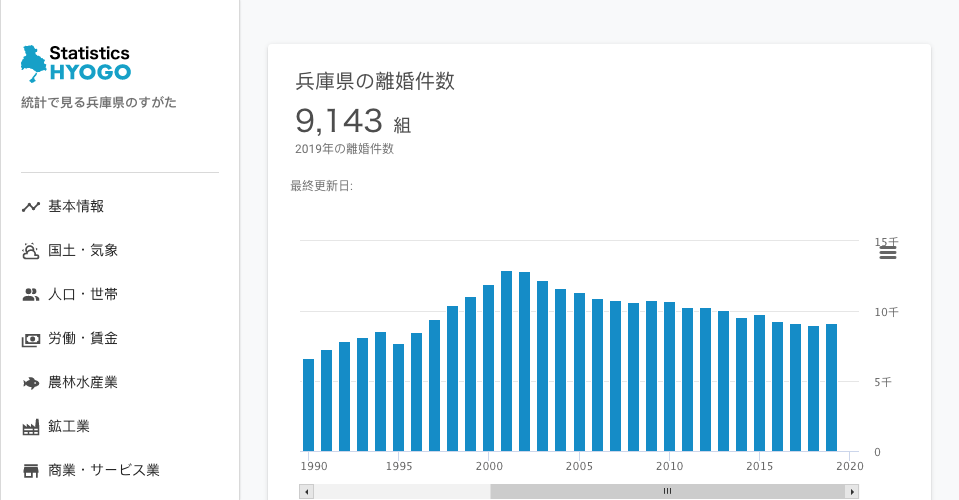 Statistics
HYOGO
統計で見る兵庫県のすがた
基本情報
国土・気象
人口・世帯
労働・賃金
農林水産業
鉱工業
商業・サービス業
兵庫県の離婚件数
9,143 組
2019年の離婚件数
最終更新日:
15千
10千
5千
0
1990 1995 2000 2005 2010 2015 2020